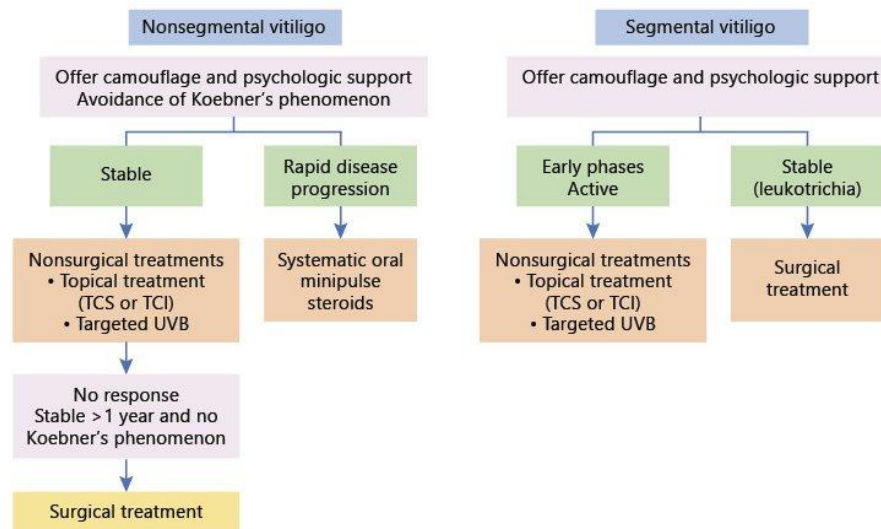 Nonsegmental vitiligo
Offer camouflage and psychologic support
Avoidance of Koebner's phenomenon
Stable
Rapid disease
progression
Nonsurgical treatments
• Topical treatment
(TCS or TCI)
• Targeted UVB
Systematic oral
minipulse
steroids
No response
Stable >1 year and no
Koebner's phenomenon
Surgical treatment
Segmental vitiligo
Offer camouflage and psychologic support
Early phases
Active
Stable
(leukotrichia)
Nonsurgical treatments
• Topical treatment
(TCS or TCI)
• Targeted UVB
Surgical
treatment